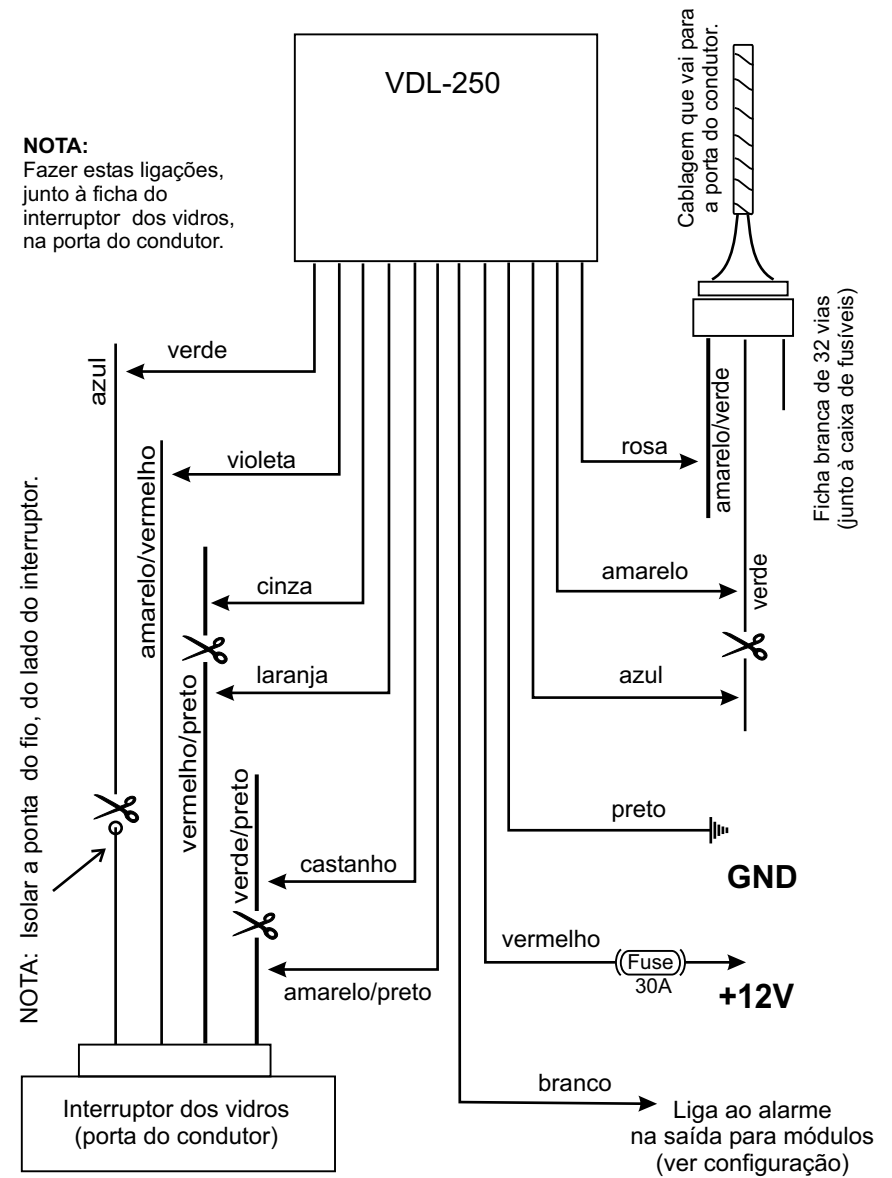 VDL-250
NOTA:
Fazer estas ligações,
junto à ficha do
interruptor dos vidros,
na porta do condutor.
Cablagem que vai para
a porta do condutor.
Ficha branca de 32 vias
(junto à caixa de fusíveis)
verde
azul
violeta
amarelo/vermelho
cinza
laranja
vermelho/preto
verde/preto
castanho
amarelo/preto
NOTA: Isolar a ponta do fio, do lado do interruptor.
rosa
amarelo/verde
amarelo
verde
azul
preto
GND
vermelho
Fuse
30A
+12V
branco
Liga ao alarme
na saída para módulos
(ver configuração)
Interruptor dos vidros
(porta do condutor)